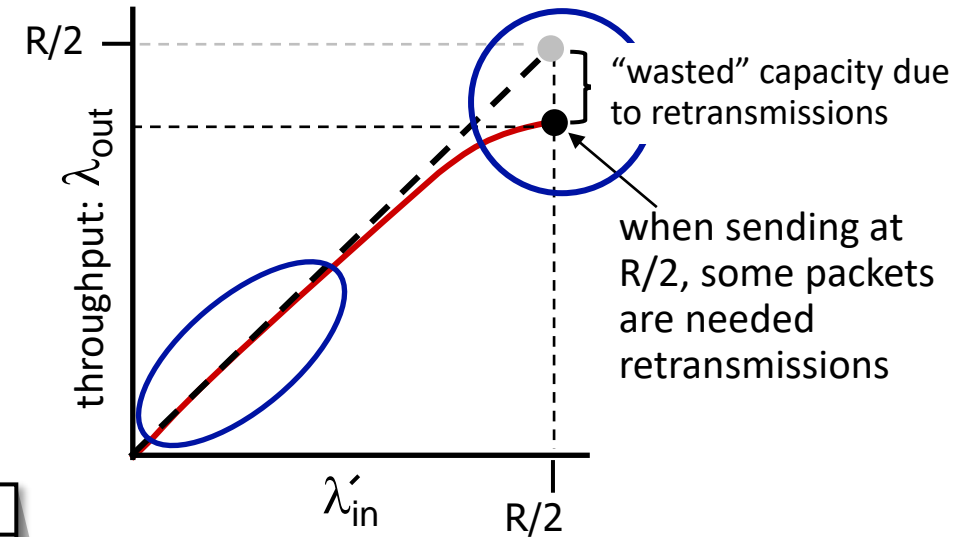 R/2
“wasted” capacity due
to retransmissions
throughput: λout
when sending at
R/2, some packets
are needed
retransmissions
λ′in
R/2